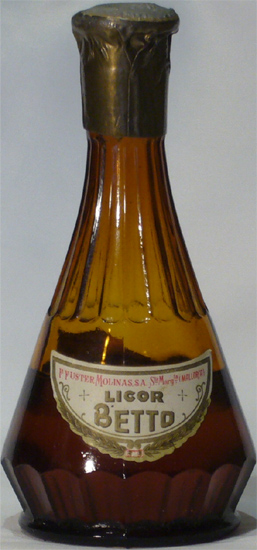 P. FUSTER MOLINAS, S.A.
LICOR
BETTO